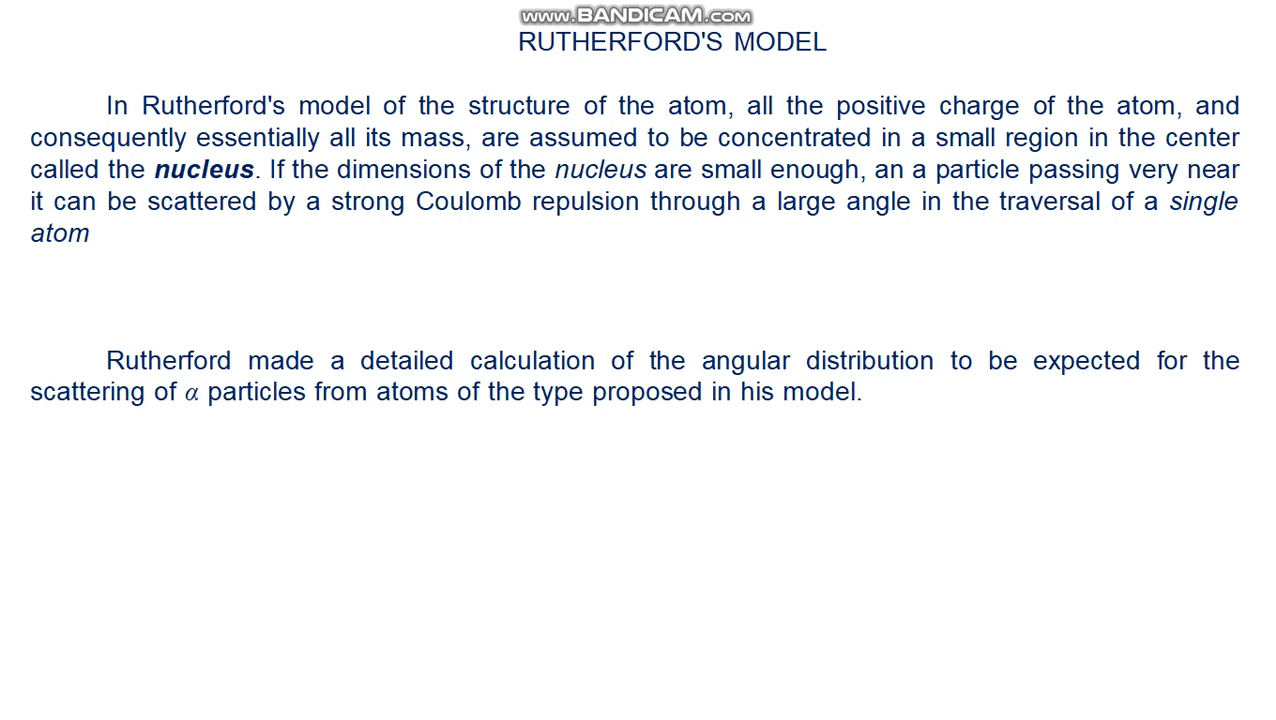 www.BANDICAM.com
RUTHERFORD'S MODEL
In Rutherford's model of the structure of the atom, all the positive charge of the atom, and
consequently essentially all its mass, are assumed to be concentrated in a small region in the center
called the nucleus. If the dimensions of the nucleus are small enough, an a particle passing very near
it can be scattered by a strong Coulomb repulsion through a large angle in the traversal of a single
atom
Rutherford made a detailed calculation of the angular distribution to be expected for the
scattering of α particles from atoms of the type proposed in his model.